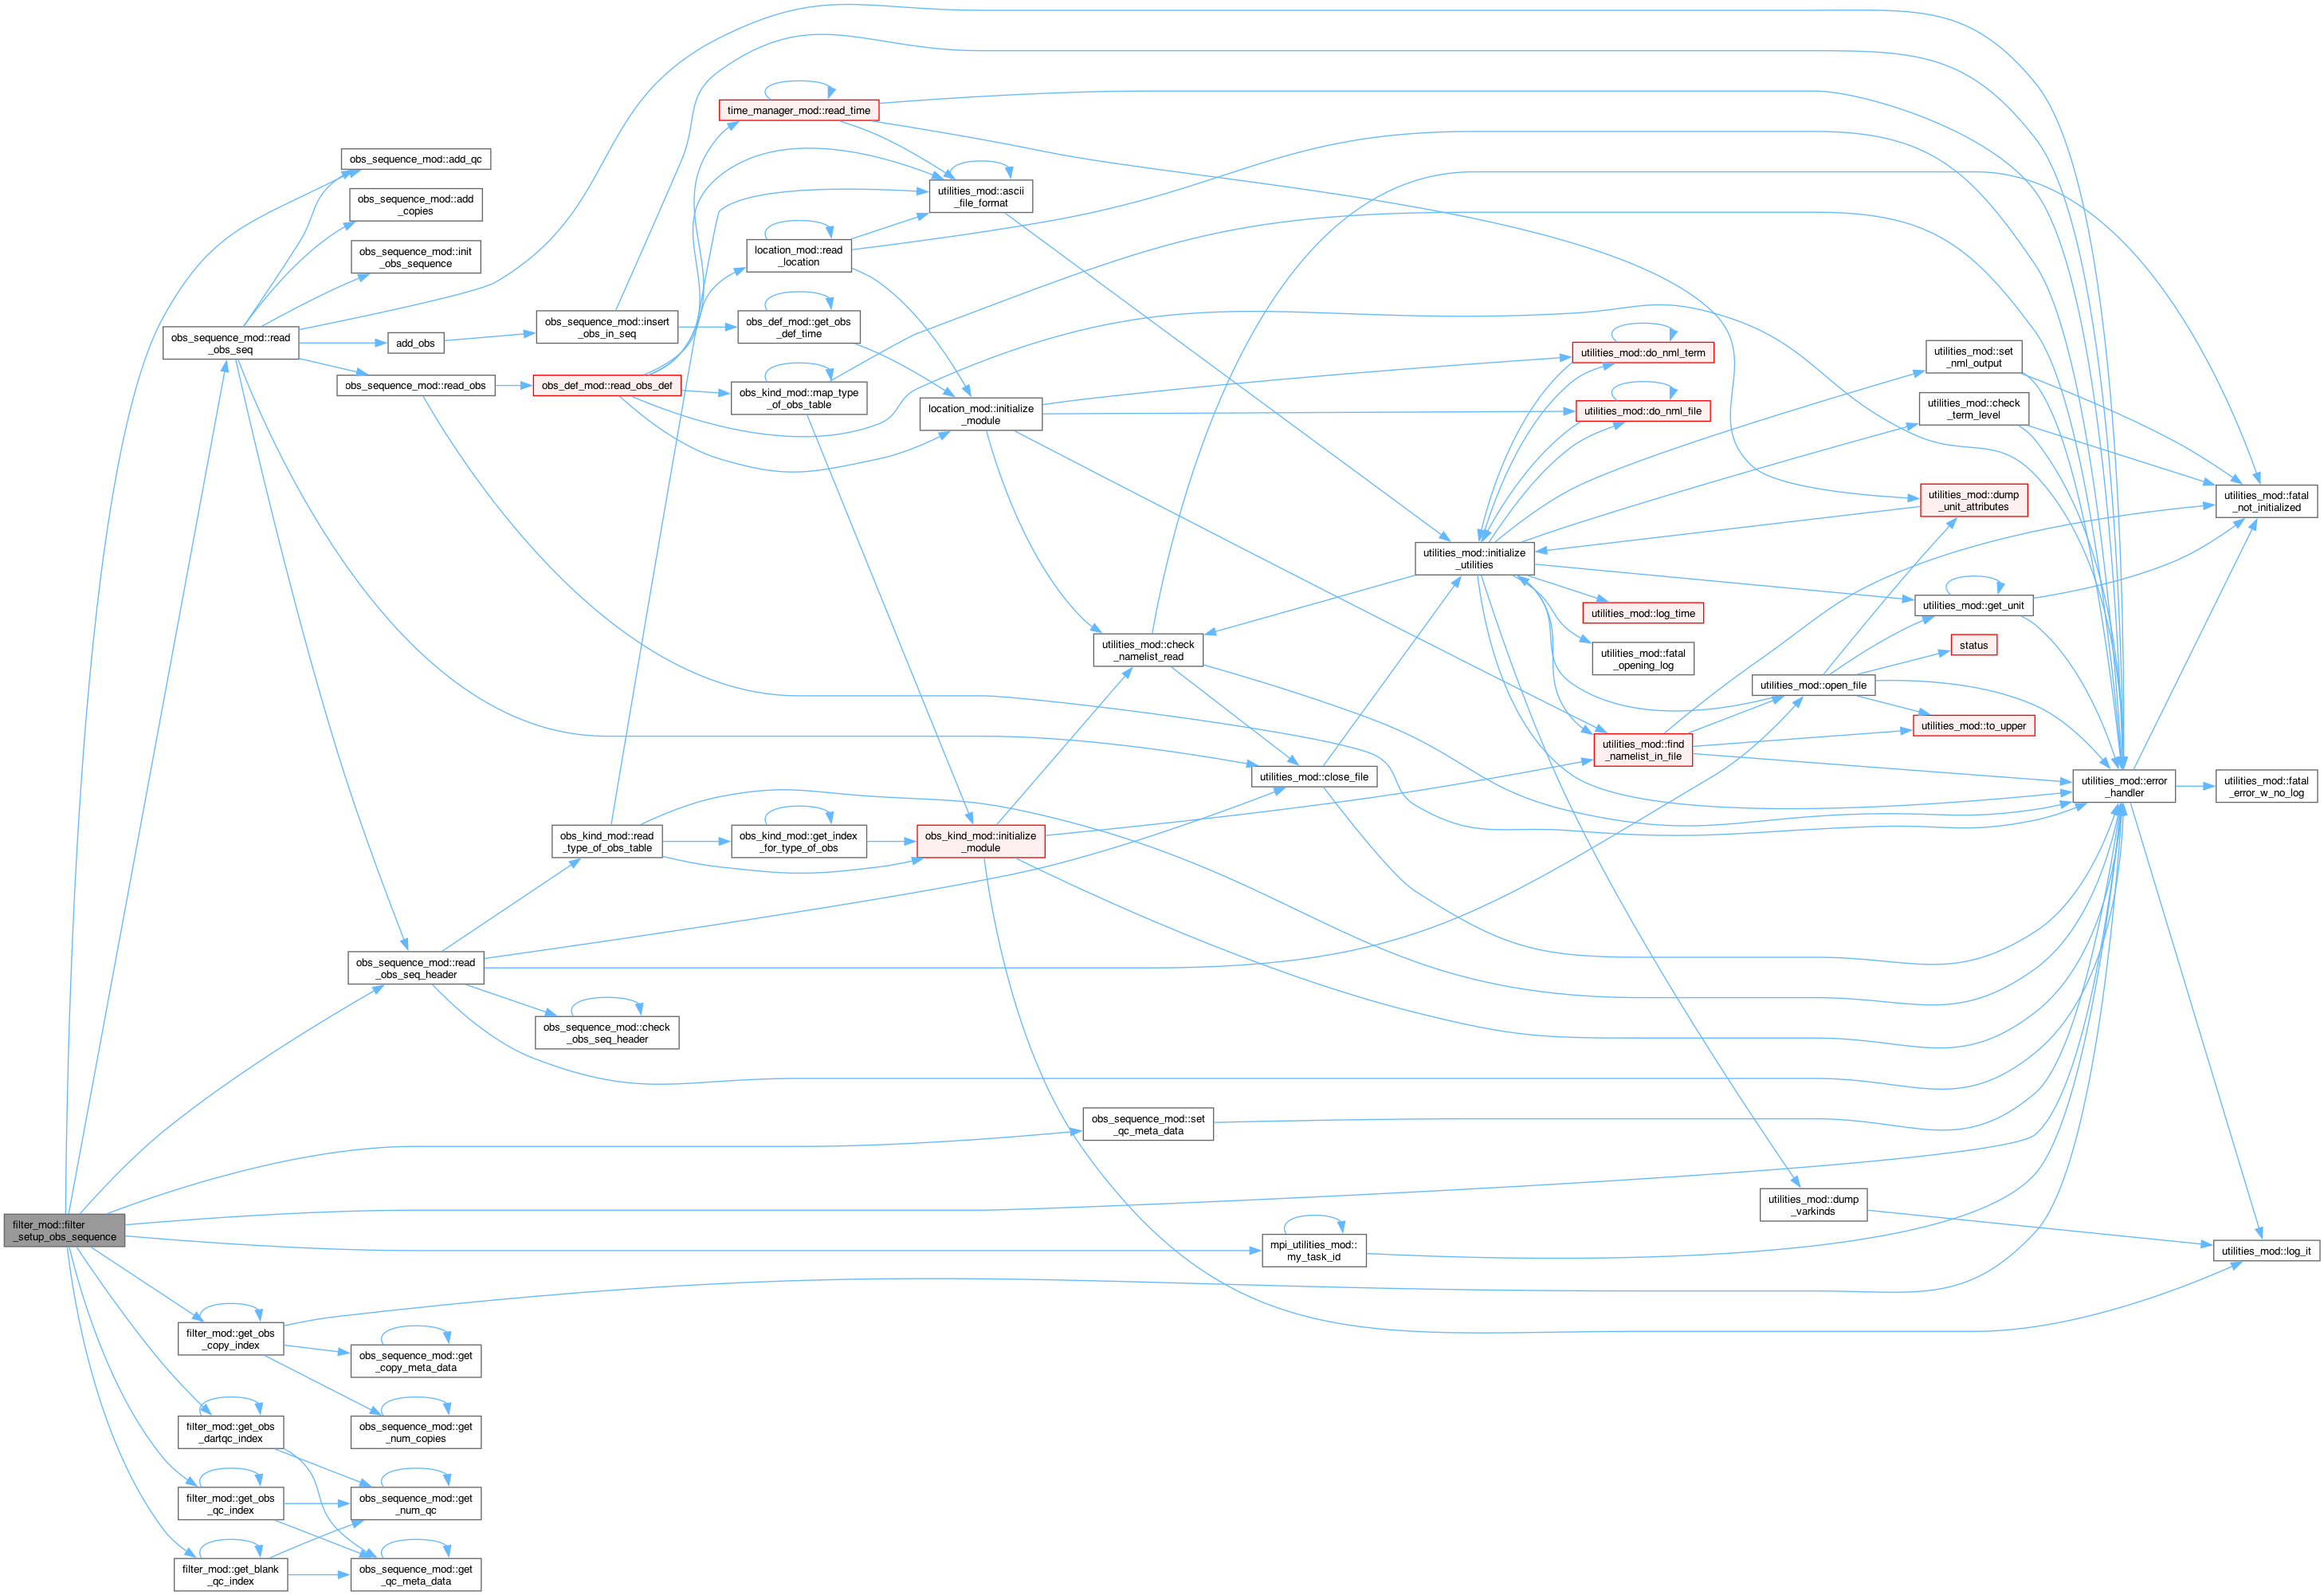 time_manager_mod::read_time
obs_sequence_mod::add_qc
obs_sequence_mod::add
_copies
utilities_mod::ascii
_file_format
obs_sequence_mod::init
_obs_sequence
location_mod::read
_location
obs_sequence_mod::read
_obs_seq
add_obs
obs_sequence_mod::insert
_obs_in_seq
obs_def_mod::get_obs
_def_time
obs_sequence_mod::read_obs
obs_def_mod::read_obs_def
obs_kind_mod::map_type
_of_obs_table
location_mod::initialize
_module
utilities_mod::do_nml_term
utilities_mod::do_nml_file
utilities_mod::set
_nml_output
utilities_mod::check
_term_level
utilities_mod::dump
_unit_attributes
utilities_mod::fatal
_not_initialized
utilities_mod::initialize
_utilities
utilities_mod::log_time
utilities_mod::get_unit
utilities_mod::check
_namelist_read
utilities_mod::fatal
_opening_log
status
utilities_mod::open_file
utilities_mod::to_upper
utilities_mod::find
_namelist_in_file
utilities_mod::close_file
utilities_mod::error
_handler
utilities_mod::fatal
_error_w_no_log
obs_kind_mod::read
_type_of_obs_table
obs_kind_mod::get_index
_for_type_of_obs
obs_kind_mod::initialize
_module
obs_sequence_mod::read
_obs_seq_header
obs_sequence_mod::check
_obs_seq_header
obs_sequence_mod::set
_qc_meta_data
utilities_mod::dump
_varkinds
filter_mod::filter
_setup_obs_sequence
mpi_utilities_mod::
my_task_id
utilities_mod::log_it
filter_mod::get_obs
_copy_index
obs_sequence_mod::get
_copy_meta_data
filter_mod::get_obs
_dartqc_index
obs_sequence_mod::get
_num_copies
filter_mod::get_obs
_qc_index
obs_sequence_mod::get
_num_qc
filter_mod::get_blank
_qc_index
obs_sequence_mod::get
_qc_meta_data